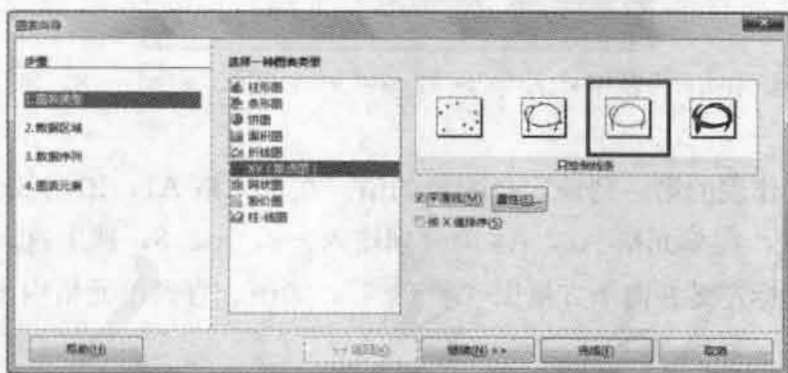 图表向导
步骤
1.图表类型
2.数据区域
3.数据序列
4.图表元素
选择一种图表类型
柱形图
条形图
饼图
面积图
折线图
XY(散点图)
网状图
股价图
柱-线图
只绘制线条
平滑线(M) 属性(E)...
按 X 值排序(S)
帮助(H)
<< 返回(K)
继续(N) >>
完成(F)
取消